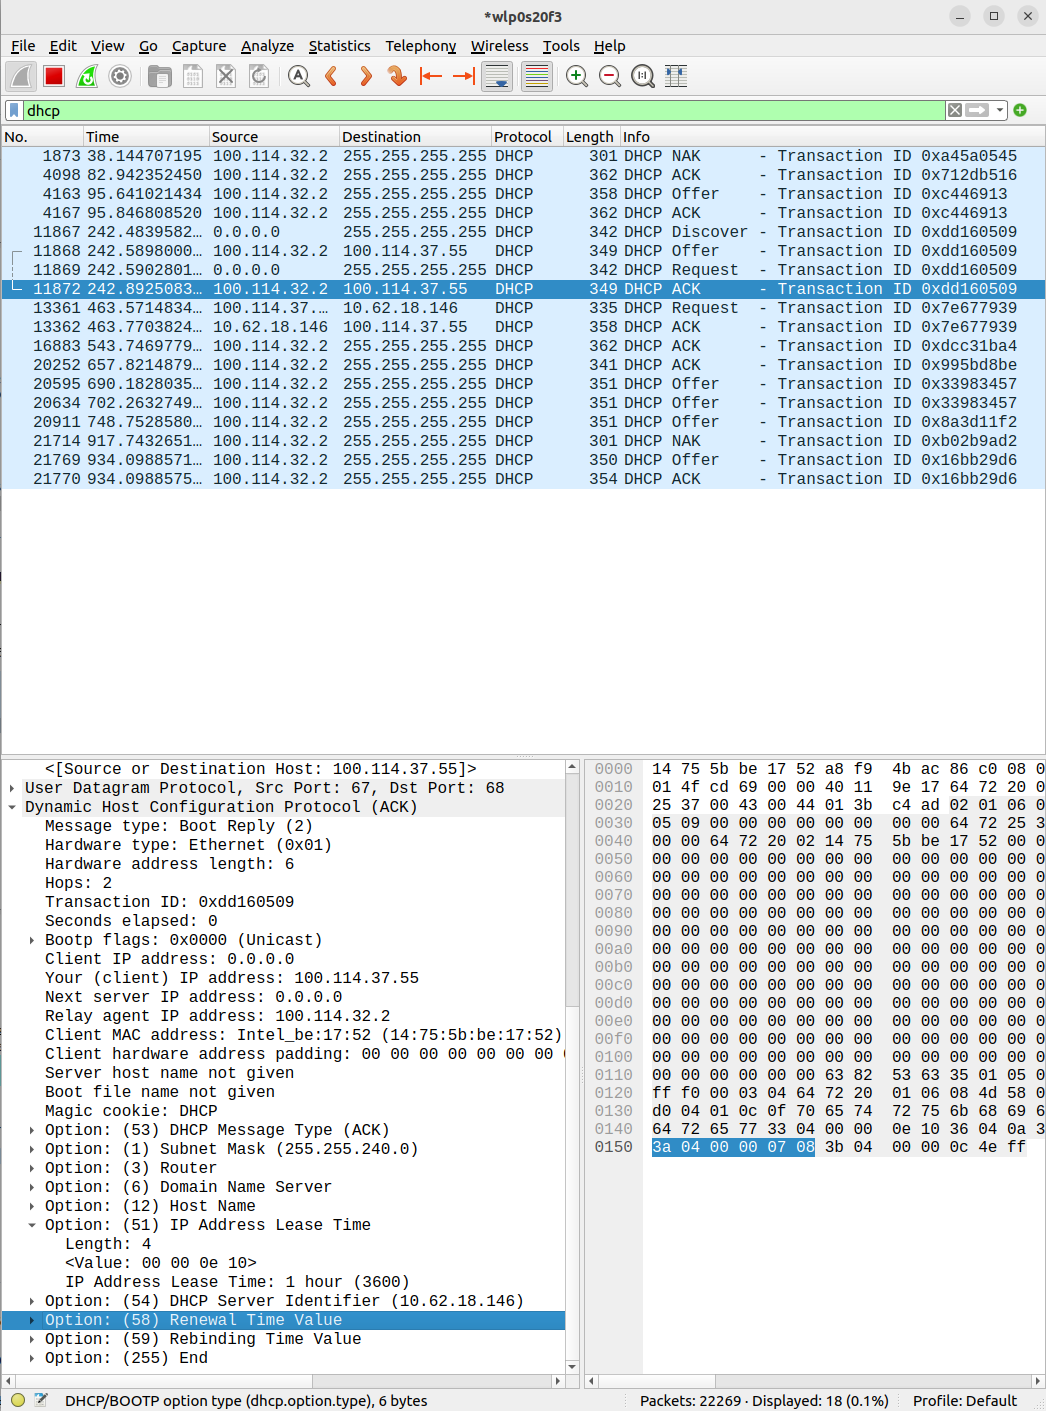 *wlp0s20f3
File Edit View Go Capture Analyze Statistics Telephony Wireless Tools Help
dhcp
No. Time Source Destination Protocol Length Info
1873 38.144707195 100.114.32.2 255.255.255.255 DHCP 301 DHCP NAK - Transaction ID 0xa45a0545
4098 82.942352450 100.114.32.2 255.255.255.255 DHCP 362 DHCP ACK - Transaction ID 0x712db516
4163 95.641021434 100.114.32.2 255.255.255.255 DHCP 358 DHCP Offer - Transaction ID 0xc446913
4167 95.846808520 100.114.32.2 255.255.255.255 DHCP 362 DHCP ACK - Transaction ID 0xc446913
11867 242.4839582… 0.0.0.0 255.255.255.255 DHCP 342 DHCP Discover - Transaction ID 0xdd160509
11868 242.5898000… 100.114.32.2 100.114.37.55 DHCP 349 DHCP Offer - Transaction ID 0xdd160509
11869 242.5902801… 0.0.0.0 255.255.255.255 DHCP 342 DHCP Request - Transaction ID 0xdd160509
11872 242.8925083… 100.114.32.2 100.114.37.55 DHCP 349 DHCP ACK - Transaction ID 0xdd160509
13361 463.5714834… 100.114.37.… 10.62.18.146 DHCP 335 DHCP Request - Transaction ID 0x7e677939
13362 463.7703824… 10.62.18.146 100.114.37.55 DHCP 358 DHCP ACK - Transaction ID 0x7e677939
16883 543.7469779… 100.114.32.2 255.255.255.255 DHCP 362 DHCP ACK - Transaction ID 0xdcc31ba4
20252 657.8214879… 100.114.32.2 255.255.255.255 DHCP 341 DHCP ACK - Transaction ID 0x995bd8be
20595 690.1828035… 100.114.32.2 255.255.255.255 DHCP 351 DHCP Offer - Transaction ID 0x33983457
20634 702.2632749… 100.114.32.2 255.255.255.255 DHCP 351 DHCP Offer - Transaction ID 0x33983457
20911 748.7528580… 100.114.32.2 255.255.255.255 DHCP 351 DHCP Offer - Transaction ID 0x8a3d11f2
21714 917.7432651… 100.114.32.2 255.255.255.255 DHCP 301 DHCP NAK - Transaction ID 0xb02b9ad2
21769 934.0988571… 100.114.32.2 255.255.255.255 DHCP 350 DHCP Offer - Transaction ID 0x16bb29d6
21770 934.0988575… 100.114.32.2 255.255.255.255 DHCP 354 DHCP ACK - Transaction ID 0x16bb29d6
<[Source or Destination Host: 100.114.37.55]>
User Datagram Protocol, Src Port: 67, Dst Port: 68
Dynamic Host Configuration Protocol (ACK)
Message type: Boot Reply (2)
Hardware type: Ethernet (0x01)
Hardware address length: 6
Hops: 2
Transaction ID: 0xdd160509
Seconds elapsed: 0
Bootp flags: 0x0000 (Unicast)
Client IP address: 0.0.0.0
Your (client) IP address: 100.114.37.55
Next server IP address: 0.0.0.0
Relay agent IP address: 100.114.32.2
Client MAC address: Intel_be:17:52 (14:75:5b:be:17:52)
Client hardware address padding: 00 00 00 00 00 00 00
Server host name not given
Boot file name not given
Magic cookie: DHCP
Option: (53) DHCP Message Type (ACK)
Option: (1) Subnet Mask (255.255.240.0)
Option: (3) Router
Option: (6) Domain Name Server
Option: (12) Host Name
Option: (51) IP Address Lease Time
Length: 4
<Value: 00 00 0e 10>
IP Address Lease Time: 1 hour (3600)
Option: (54) DHCP Server Identifier (10.62.18.146)
Option: (58) Renewal Time Value
Option: (59) Rebinding Time Value
Option: (255) End
0000 14 75 5b be 17 52 a8 f9 4b ac 86 c0 08 0
0010 01 4f cd 69 00 00 40 11 9e 17 64 72 20 0
0020 25 37 00 43 00 44 01 3b c4 ad 02 01 06 0
0030 05 09 00 00 00 00 00 00 00 00 64 72 25 3
0040 00 00 64 72 20 02 14 75 5b be 17 52 00 0
0050 00 00 00 00 00 00 00 00 00 00 00 00 00 0
0060 00 00 00 00 00 00 00 00 00 00 00 00 00 0
0070 00 00 00 00 00 00 00 00 00 00 00 00 00 0
0080 00 00 00 00 00 00 00 00 00 00 00 00 00 0
0090 00 00 00 00 00 00 00 00 00 00 00 00 00 0
00a0 00 00 00 00 00 00 00 00 00 00 00 00 00 0
00b0 00 00 00 00 00 00 00 00 00 00 00 00 00 0
00c0 00 00 00 00 00 00 00 00 00 00 00 00 00 0
00d0 00 00 00 00 00 00 00 00 00 00 00 00 00 0
00e0 00 00 00 00 00 00 00 00 00 00 00 00 00 0
00f0 00 00 00 00 00 00 00 00 00 00 00 00 00 0
0100 00 00 00 00 00 00 00 00 00 00 00 00 00 0
0110 00 00 00 00 00 00 63 82 53 63 35 01 05 0
0120 ff f0 00 03 04 64 72 20 01 06 08 4d 58 0
0130 d0 04 01 0c 0f 70 65 74 72 75 6b 68 69 6
0140 64 72 65 77 33 04 00 00 0e 10 36 04 0a 3
0150 3a 04 00 00 07 08 3b 04 00 00 0c 4e ff
DHCP/BOOTP option type (dhcp.option.type), 6 bytes
Packets: 22269 · Displayed: 18 (0.1%)
Profile: Default